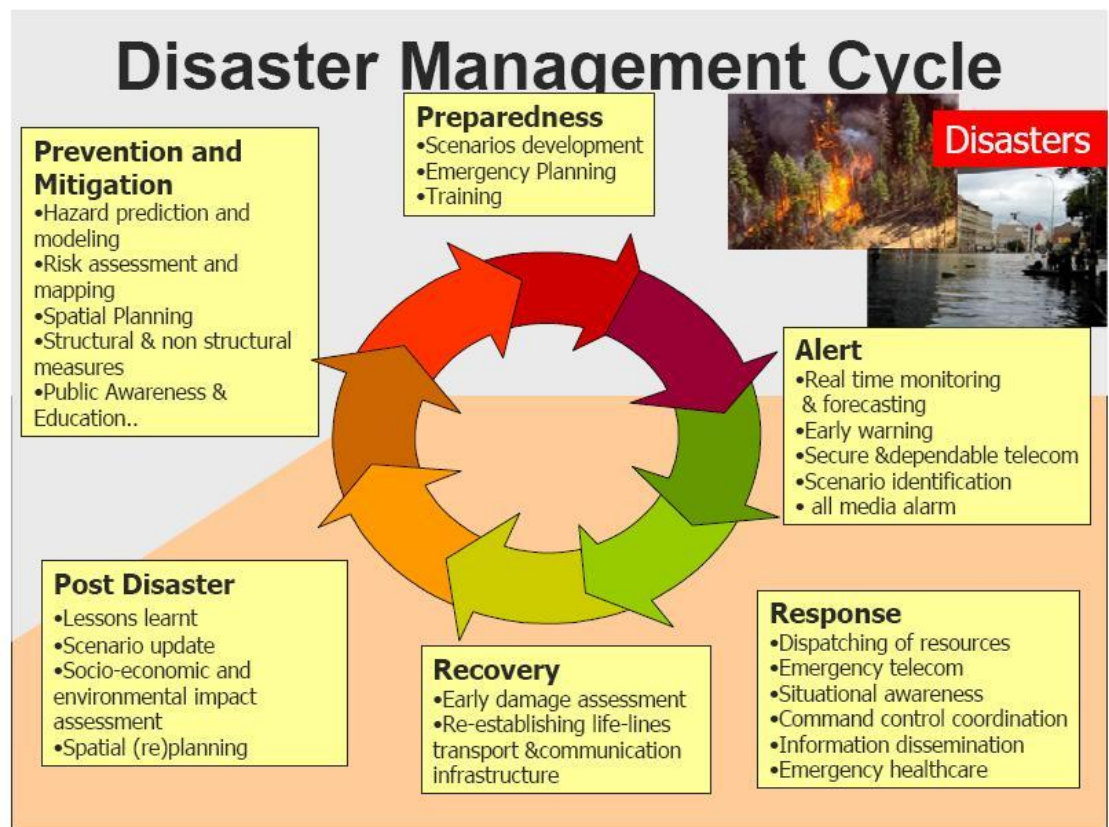 Disaster Management Cycle
Preparedness
•Scenarios development
•Emergency Planning
•Training
Disasters
Prevention and
Mitigation
•Hazard prediction and
modeling
•Risk assessment and
mapping
•Spatial Planning
•Structural & non structural
measures
•Public Awareness &
Education..
Alert
•Real time monitoring
& forecasting
•Early warning
•Secure &dependable telecom
•Scenario identification
• all media alarm
Post Disaster
•Lessons learnt
•Scenario update
•Socio-economic and
environmental impact
assessment
•Spatial (re)planning
Recovery
•Early damage assessment
•Re-establishing life-lines
transport &communication
infrastructure
Response
•Dispatching of resources
•Emergency telecom
•Situational awareness
•Command control coordination
•Information dissemination
•Emergency healthcare